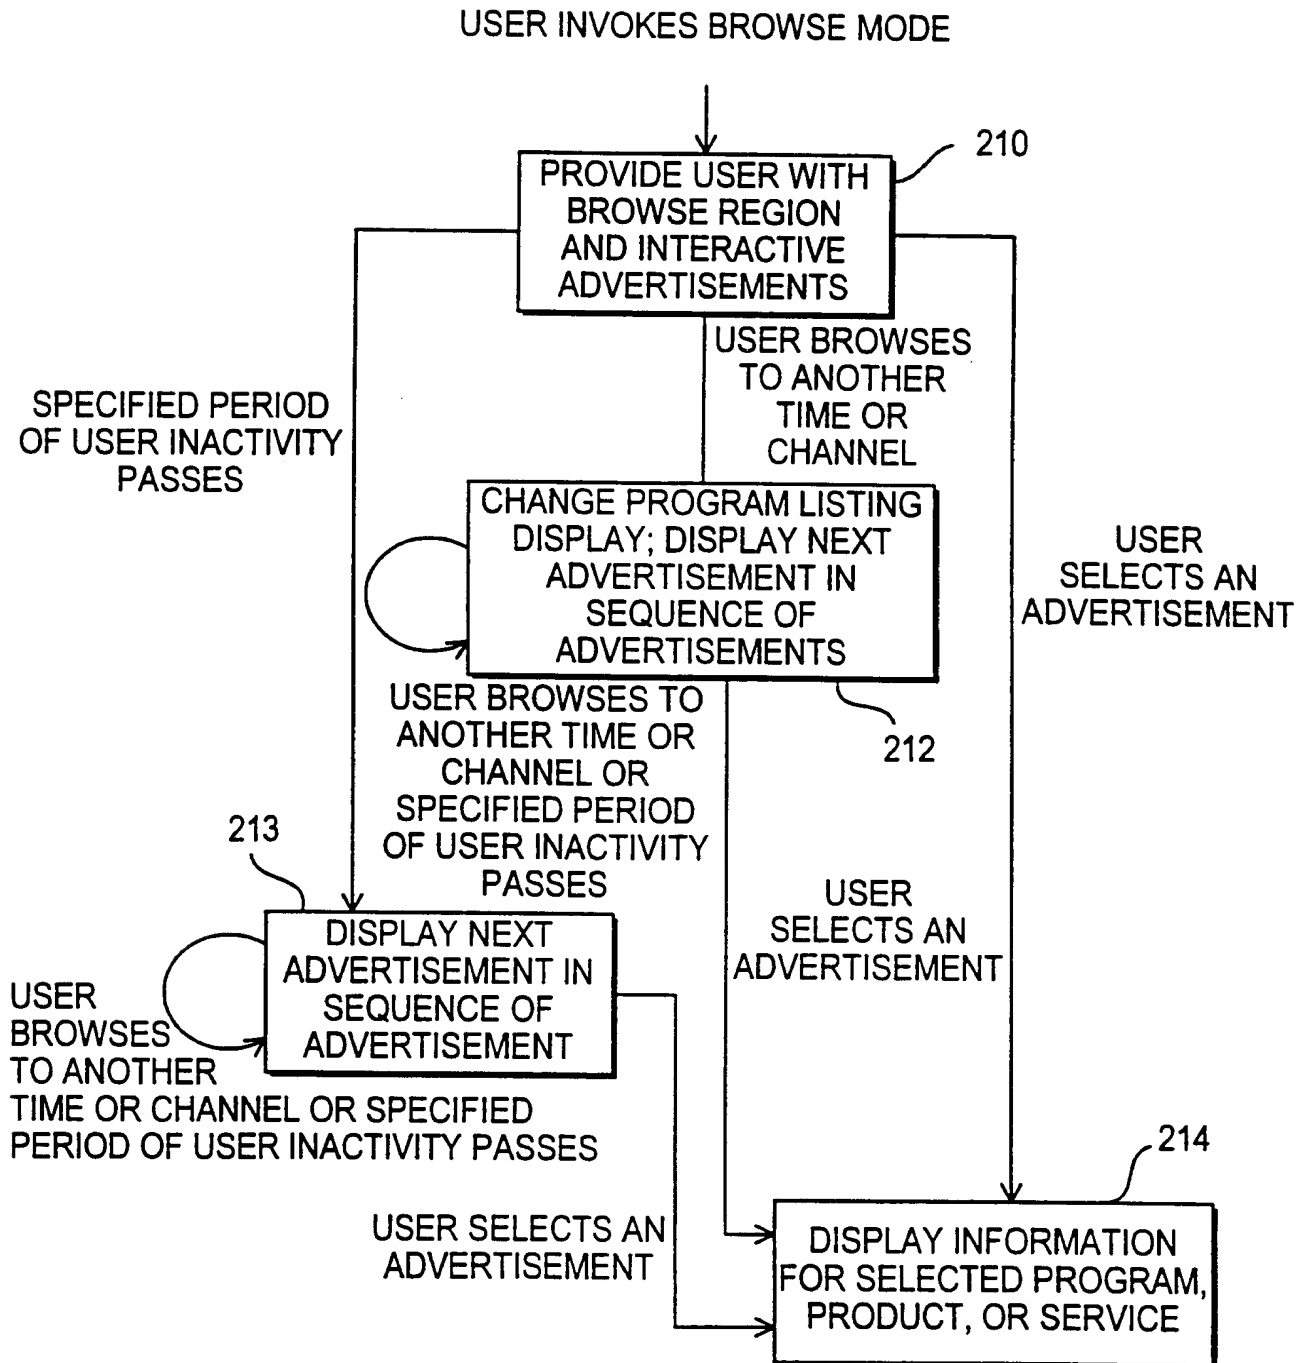 USER INVOKES BROWSE MODE
210
PROVIDE USER WITH
BROWSE REGION
AND INTERACTIVE
ADVERTISEMENTS
USER BROWSES
TO ANOTHER
TIME OR
CHANNEL
SPECIFIED PERIOD
OF USER INACTIVITY
PASSES
CHANGE PROGRAM LISTING
DISPLAY; DISPLAY NEXT
ADVERTISEMENT IN
SEQUENCE OF
ADVERTISEMENTS
USER
SELECTS AN
ADVERTISEMENT
212
USER BROWSES TO
ANOTHER TIME OR
CHANNEL OR
SPECIFIED PERIOD
OF USER INACTIVITY
PASSES
213
USER
SELECTS AN
ADVERTISEMENT
DISPLAY NEXT
ADVERTISEMENT IN
SEQUENCE OF
ADVERTISEMENT
USER
BROWSES
TO ANOTHER
TIME OR CHANNEL OR SPECIFIED
PERIOD OF USER INACTIVITY PASSES
214
USER SELECTS AN
ADVERTISEMENT
DISPLAY INFORMATION
FOR SELECTED PROGRAM,
PRODUCT, OR SERVICE